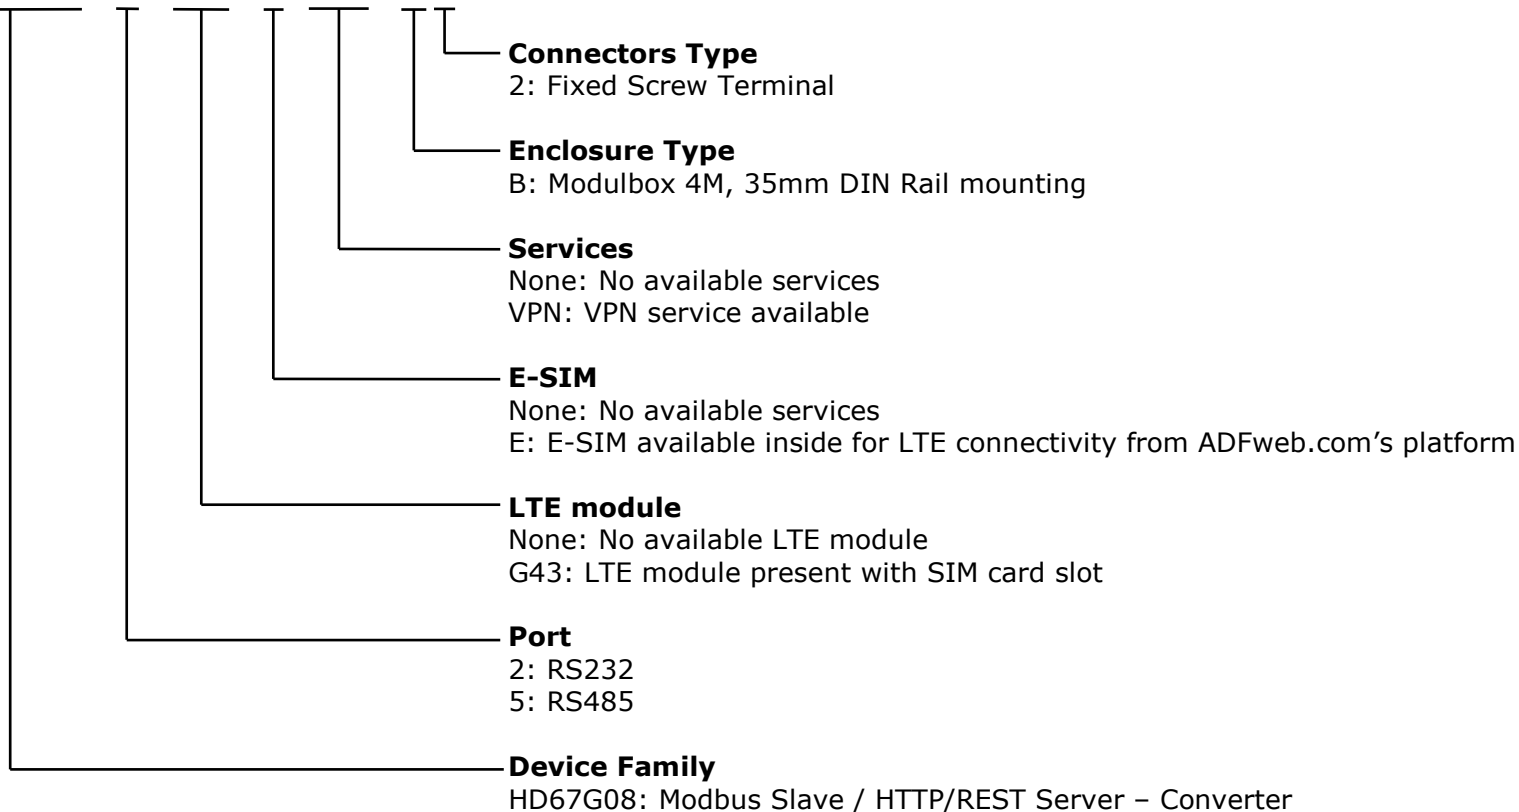 Connectors Type
2: Fixed Screw Terminal
Enclosure Type
B: Modulbox 4M, 35mm DIN Rail mounting
Services
None: No available services
VPN: VPN service available
E-SIM
None: No available services
E: E-SIM available inside for LTE connectivity from ADFweb.com’s platform
LTE module
None: No available LTE module
G43: LTE module present with SIM card slot
Port
2: RS232
5: RS485
Device Family
HD67G08: Modbus Slave / HTTP/REST Server – Converter